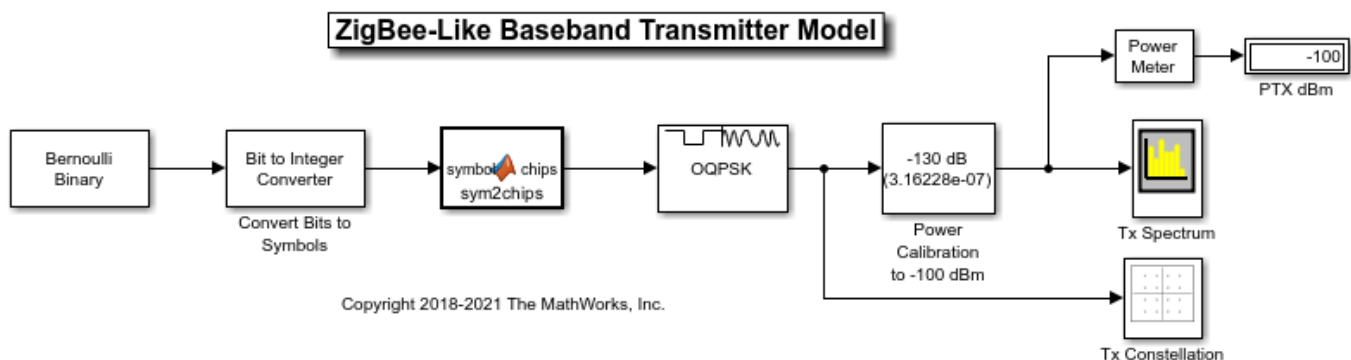 ZigBee-Like Baseband Transmitter Model
Power
Meter
-100
PTX dBm
Bernoulli
Binary
Bit to Integer
Converter
Convert Bits to
Symbols
symbols chips
sym2chips
OQPSK
-130 dB
(3.16228e-07)
Power
Calibration
to -100 dBm
Tx Spectrum
Tx Constellation
Copyright 2018-2021 The MathWorks, Inc.